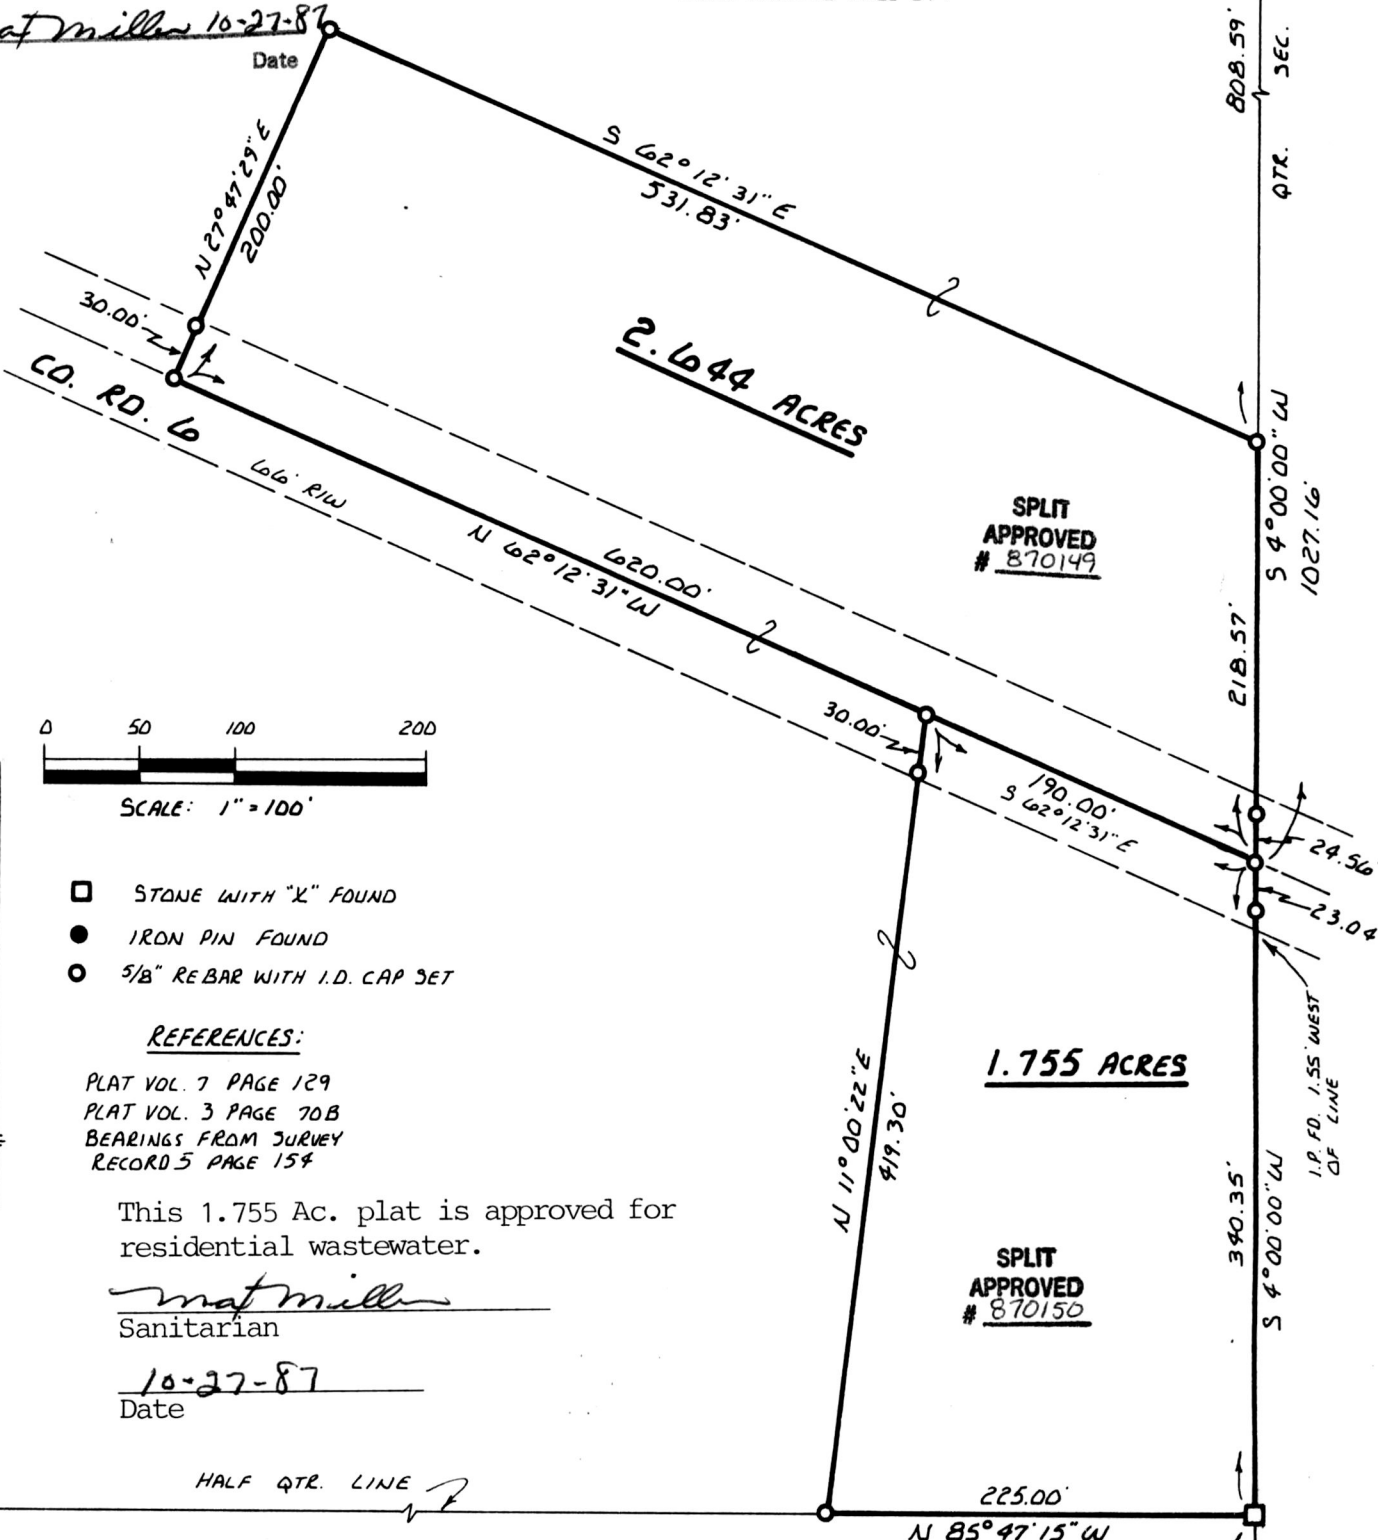 Mat Miller 10-27-87
Date
808.59'
QTR. SEC.
N 27°47'29" E
200.00'
S 62°12'31" E
531.83'
30.00'
2.644 ACRES
CO. RD. 6
66' R/W
N 62°12'31" W
620.00'
SPLIT
APPROVED
# 870149
S 4°00'00" W
1027.16'
218.57'
30.00'
190.00'
S 62°12'31" E
24.56'
23.04
I.P. FD. 1.55' WEST
OF LINE
0 50 100 200
SCALE: 1"=100'
STONE WITH "X" FOUND
IRON PIN FOUND
5/8" REBAR WITH I.D. CAP SET
REFERENCES:
PLAT VOL. 7 PAGE 129
PLAT VOL. 3 PAGE 70B
BEARINGS FROM SURVEY
RECORD 5 PAGE 154
This 1.755 Ac. plat is approved for
residential wastewater.
Mat Miller
Sanitarian
10-27-87
Date
1.755 ACRES
N 11°00'22" E
419.30'
340.35'
S 4°00'00" W
SPLIT
APPROVED
# 870150
HALF QTR. LINE
225.00'
N 85°47'15" W